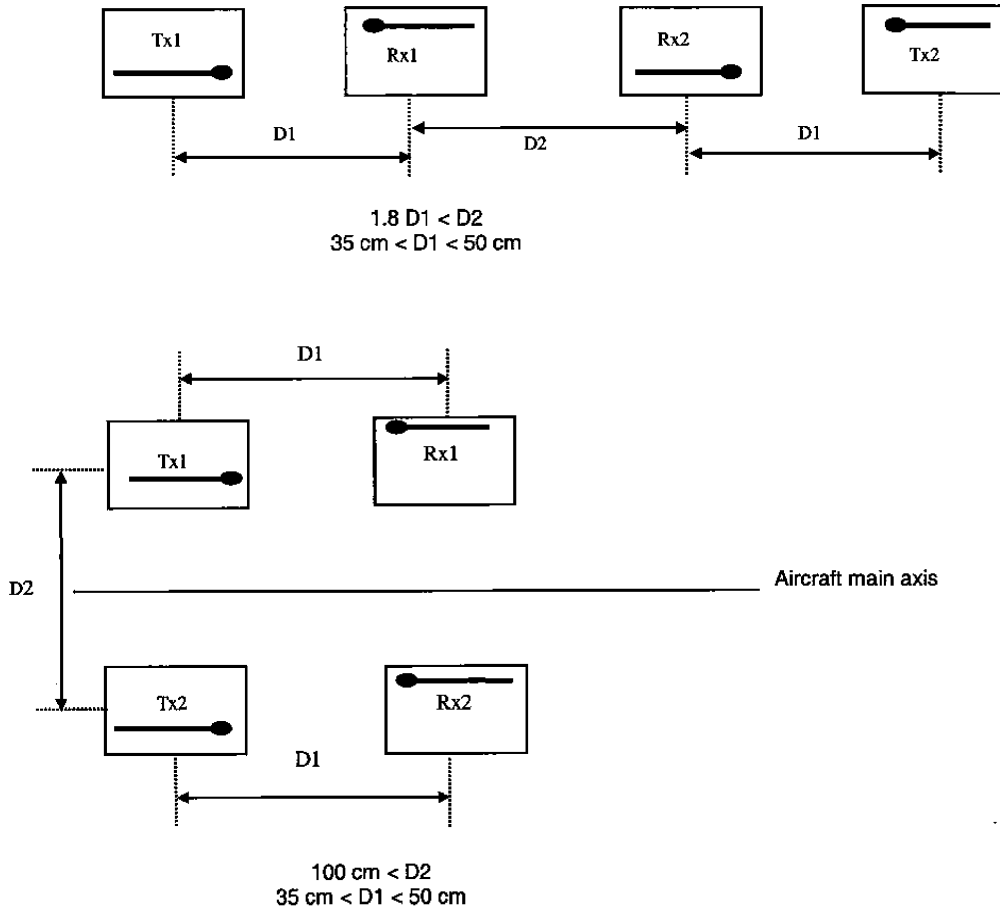 Tx1
Rx1
Rx2
Tx2
D1
D2
D1
1.8 D1 < D2
35 cm < D1 < 50 cm
D1
Tx1
Rx1
D2
Aircraft main axis
Tx2
Rx2
D1
100 cm < D2
35 cm < D1 < 50 cm